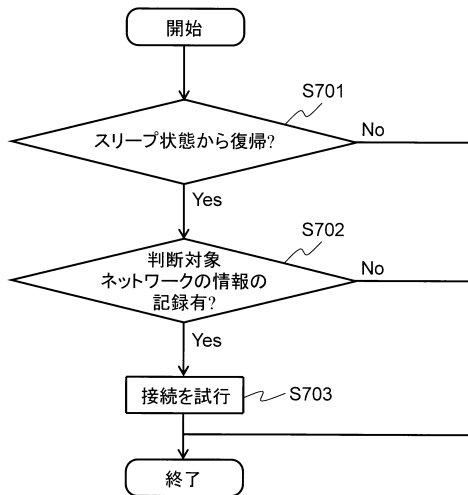 開始
S701
スリープ状態から復帰?
No
Yes
S702
判断対象
ネットワークの情報の
記録有?
No
Yes
接続を試行
S703
終了